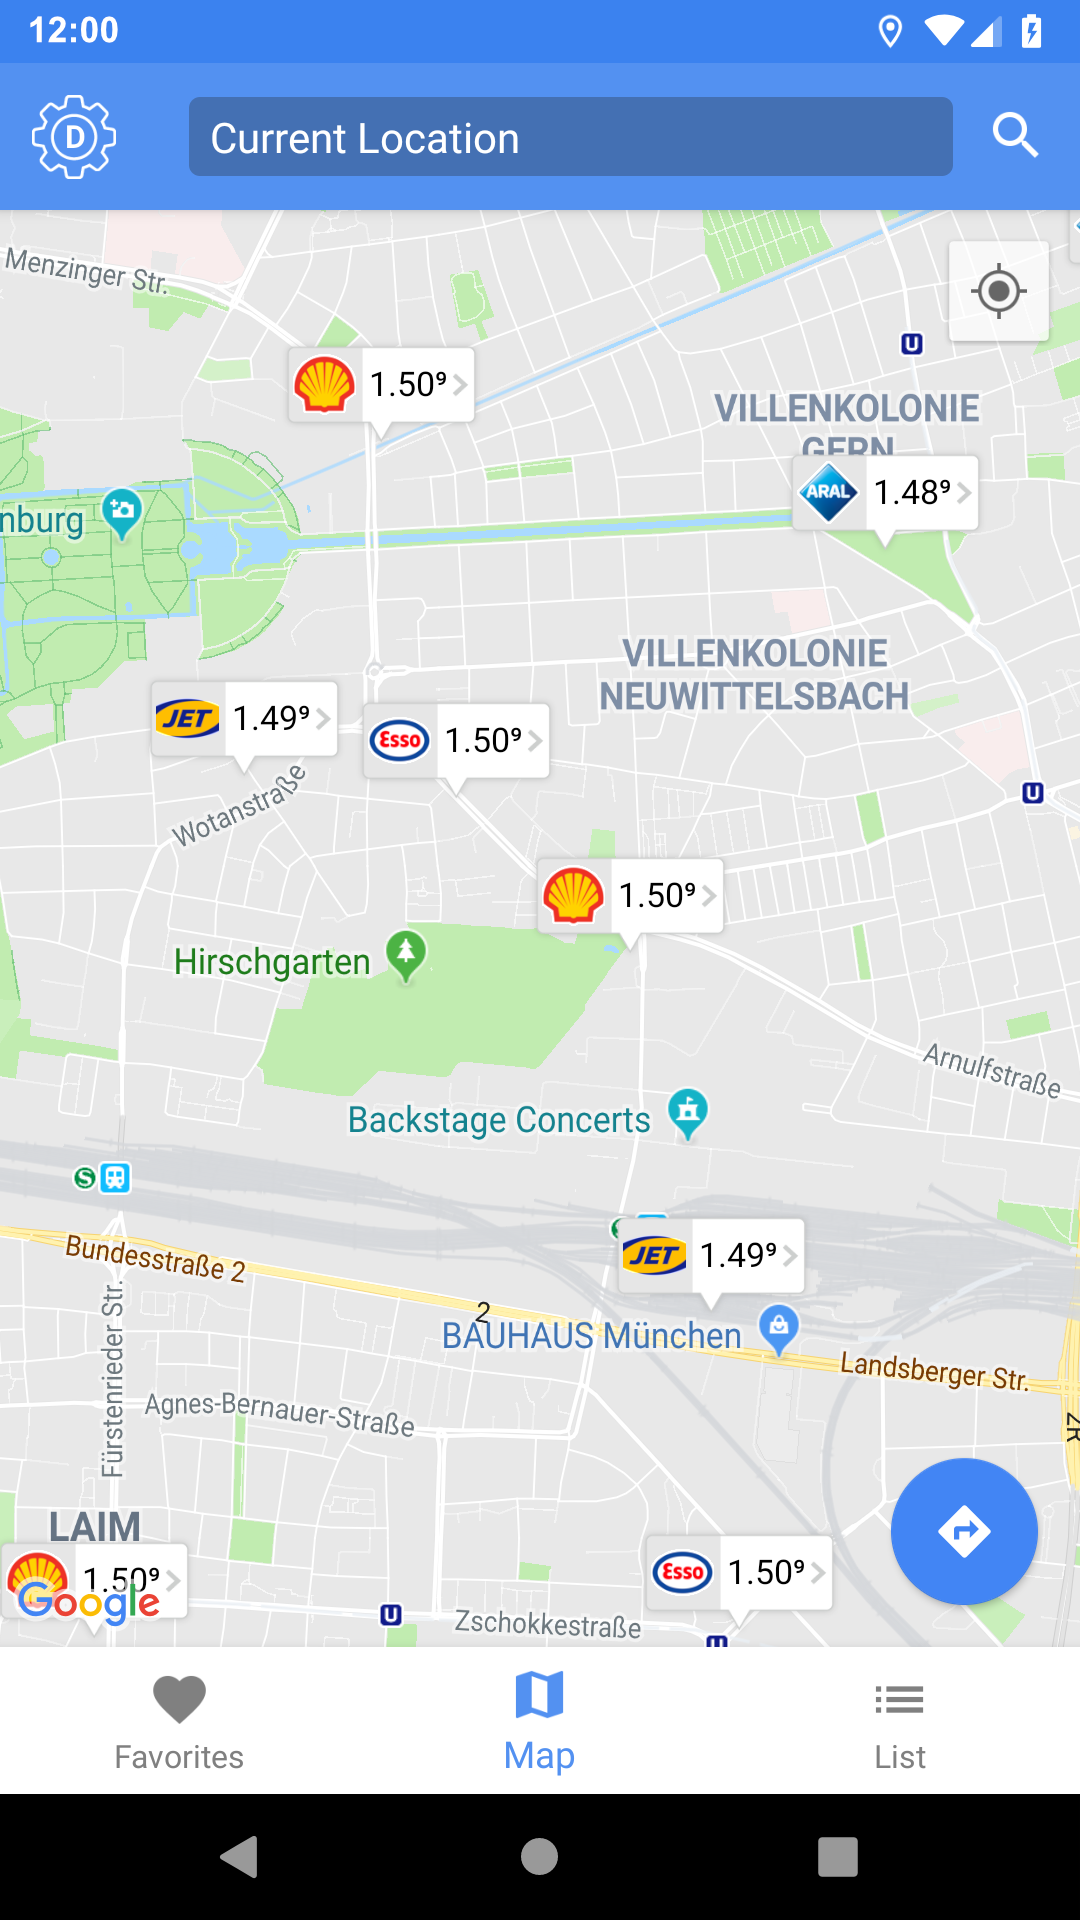 12:00
D
Current Location
Menzinger Str.
U
1.50⁹
VILLENKOLONIE
GERN
ARAL
1.48⁹
nburg
VILLENKOLONIE
NEUWITTELSBACH
JET
1.49⁹
Esso
1.50⁹
Wotanstraße
U
1.50⁹
Hirschgarten
Arnulfstraße
Backstage Concerts
S
Bundesstraße 2
JET
1.49⁹
2
BAUHAUS München
Landsberger Str.
Fürstenrieder Str.
Agnes-Bernauer-Straße
2R
LAIM
1.50⁹
Google
Esso
1.50⁹
U
Zschokkestraße
U
Favorites
Map
List